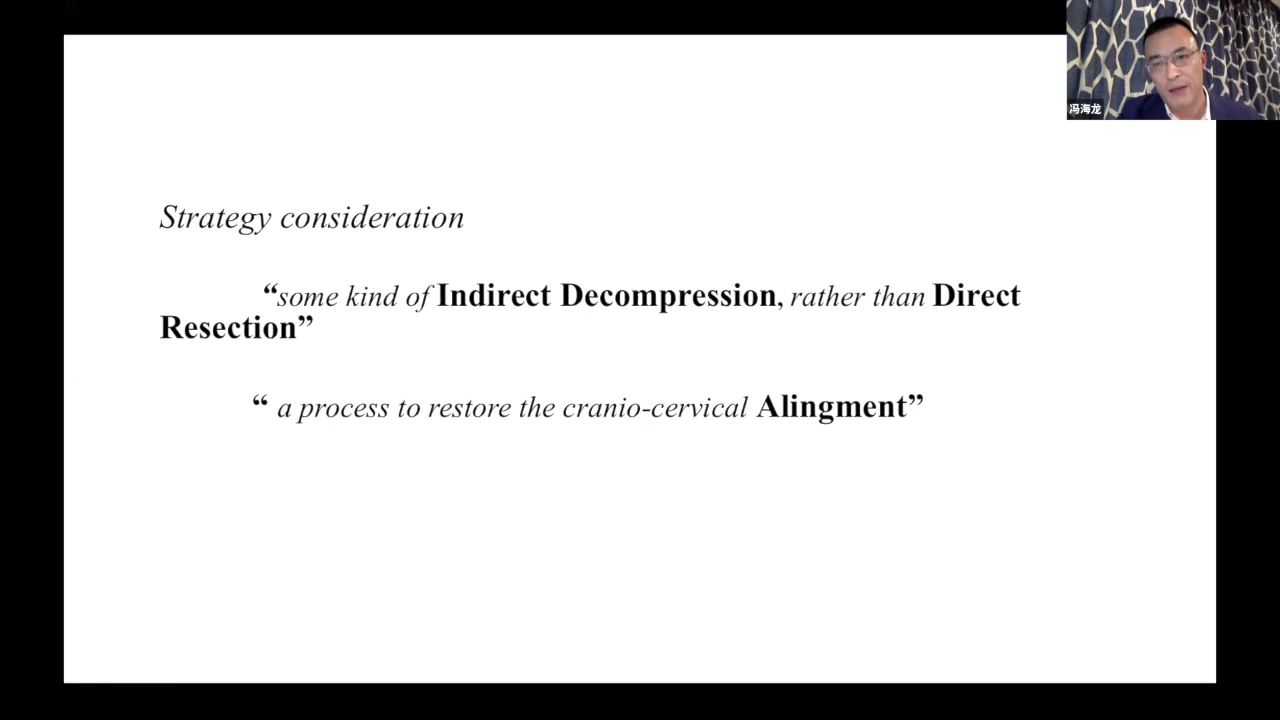 冯海龙
Strategy consideration
“some kind of Indirect Decompression, rather than Direct
Resection”
“ a process to restore the cranio-cervical Alingment”